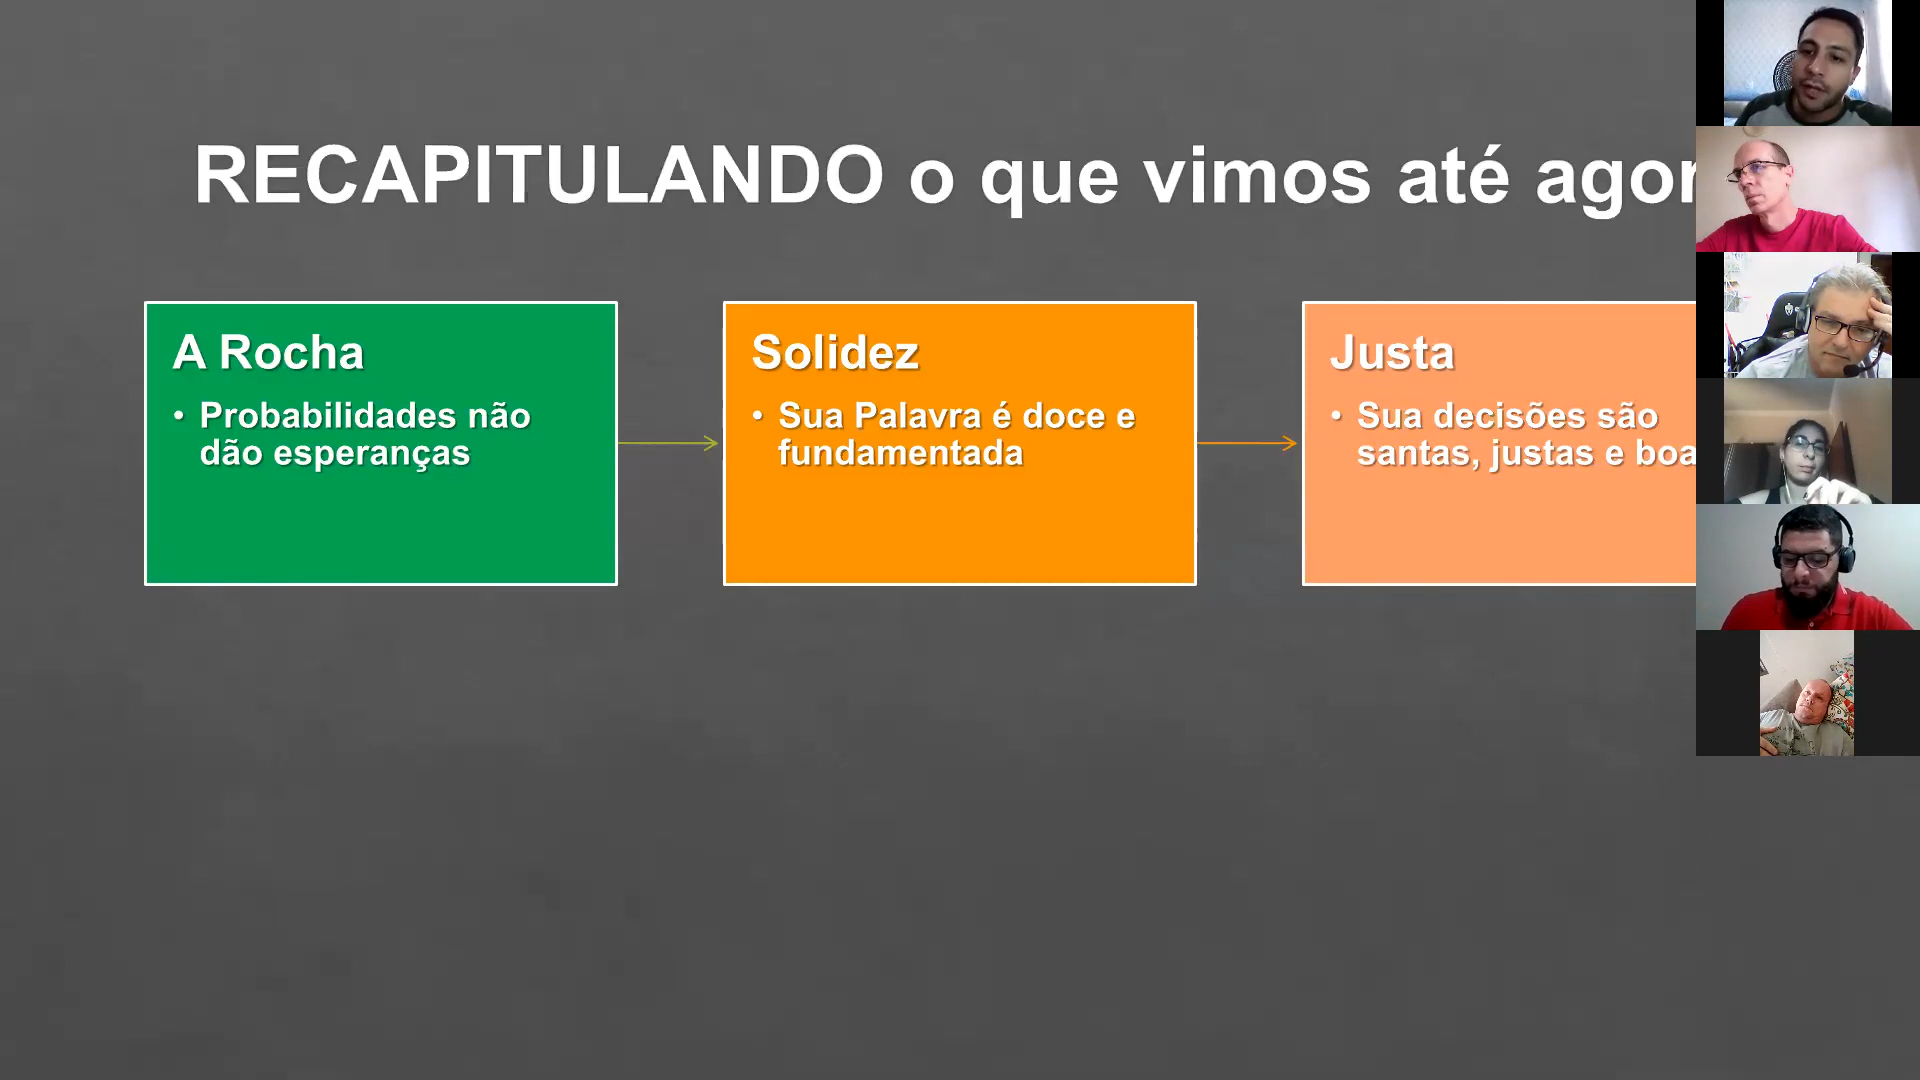 RECAPITULANDO o que vimos até agor
A Rocha
• Probabilidades não
dão esperanças
Solidez
• Sua Palavra é doce e
fundamentada
Justa
• Sua decisões são
santas, justas e boa